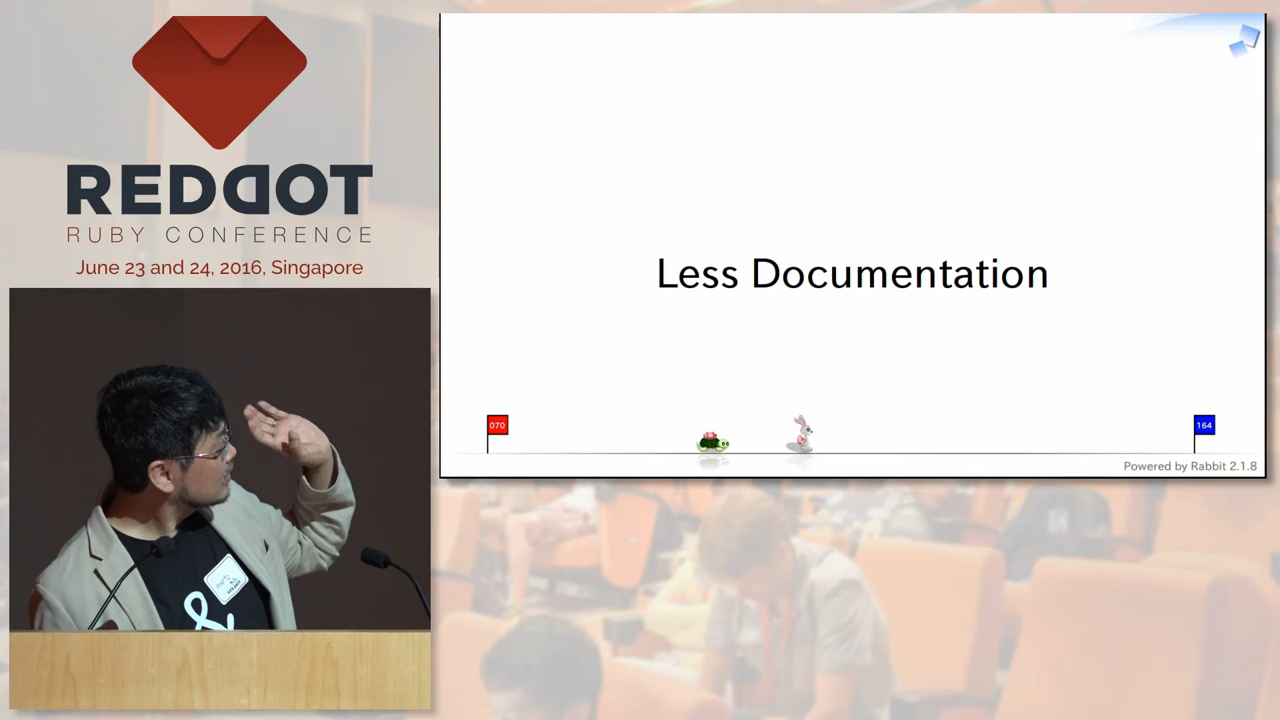 REDDOT
RUBY CONFERENCE
June 23 and 24, 2016, Singapore
Less Documentation
070
164
Powered by Rabbit 2.1.8
SPEAKER
&